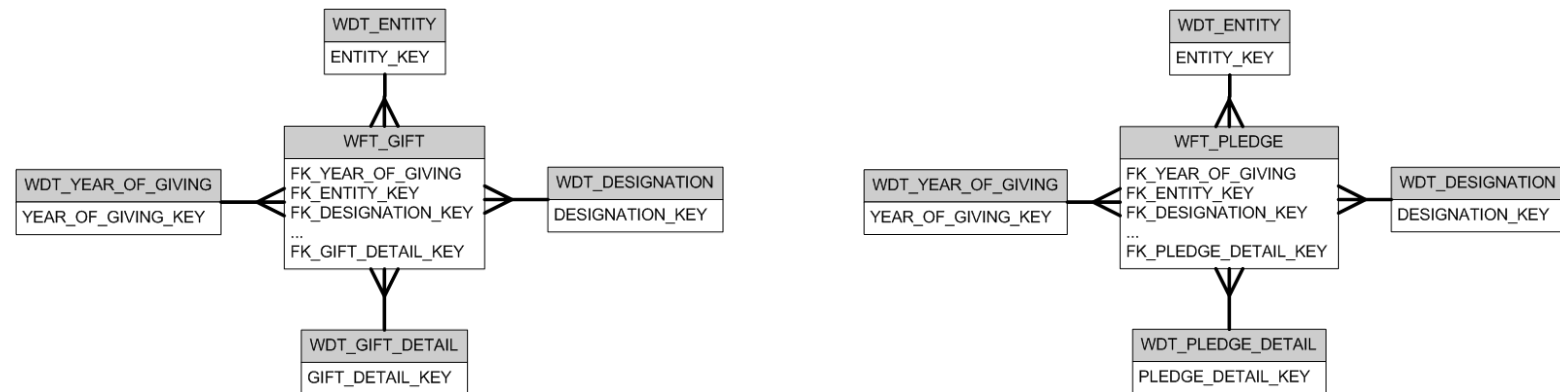 WDT_ENTITY
ENTITY_KEY
WFT_GIFT
FK_YEAR_OF_GIVING
FK_ENTITY_KEY
FK_DESIGNATION_KEY
...
FK_GIFT_DETAIL_KEY
WDT_YEAR_OF_GIVING
YEAR_OF_GIVING_KEY
WDT_DESIGNATION
DESIGNATION_KEY
WDT_GIFT_DETAIL
GIFT_DETAIL_KEY
WDT_ENTITY
ENTITY_KEY
WFT_PLEDGE
FK_YEAR_OF_GIVING
FK_ENTITY_KEY
FK_DESIGNATION_KEY
...
FK_PLEDGE_DETAIL_KEY
WDT_YEAR_OF_GIVING
YEAR_OF_GIVING_KEY
WDT_DESIGNATION
DESIGNATION_KEY
WDT_PLEDGE_DETAIL
PLEDGE_DETAIL_KEY